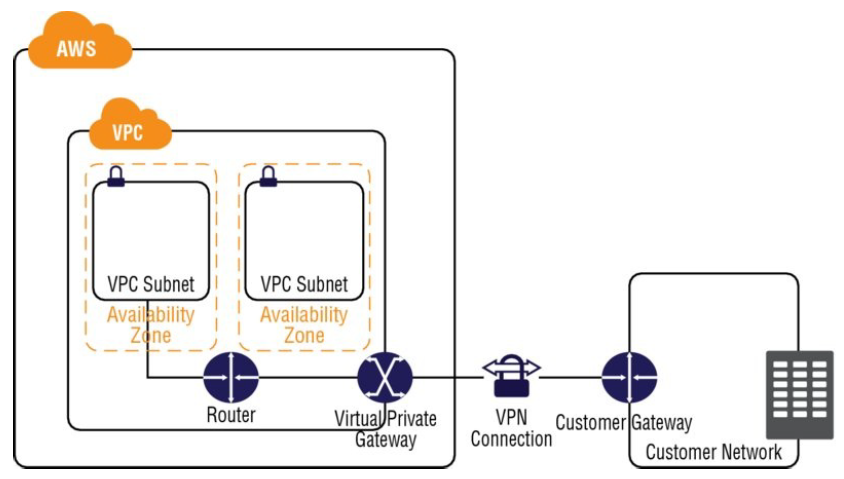 AWS
VPC
VPC Subnet
Availability
Zone
VPC Subnet
Availability
Zone
Router
Virtual Private
Gateway
VPN
Connection
Customer Gateway
Customer Network